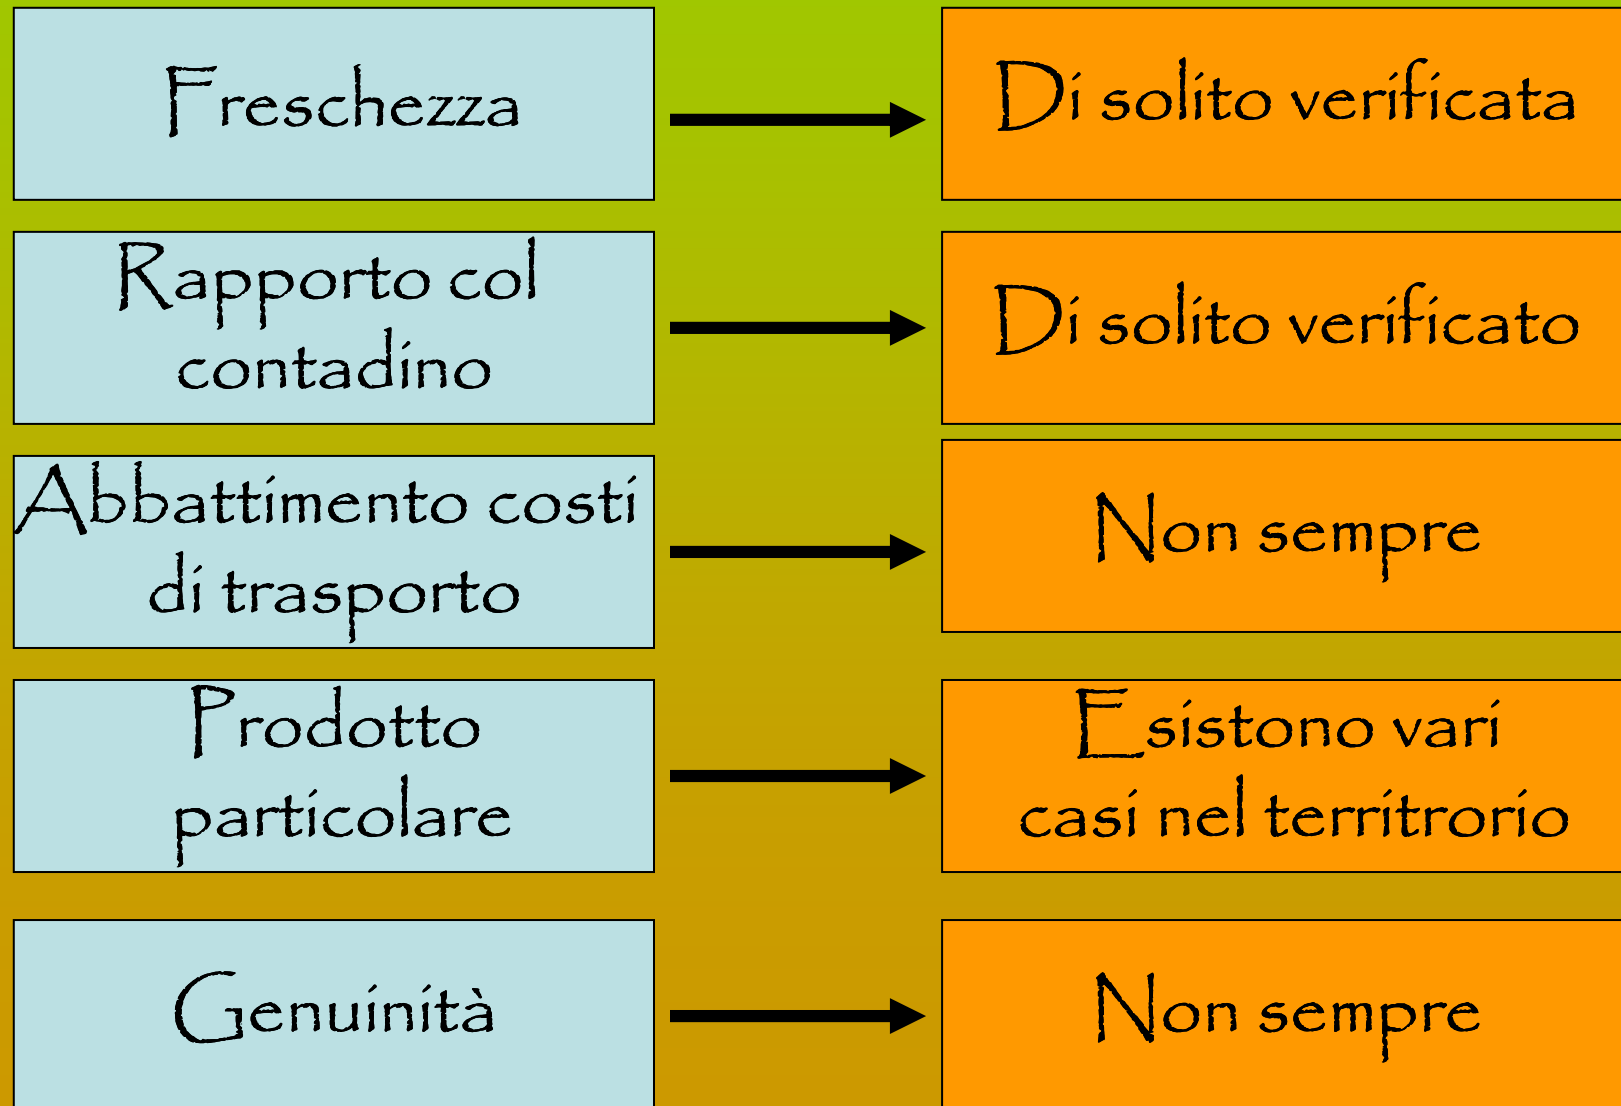 Freschezza
Di solito verificata
Rapporto col
contadino
Di solito verificato
Abbattimento costi
di trasporto
Non sempre
Prodotto
particolare
Esistono vari
casi nel territrorio
Genuinità
Non sempre